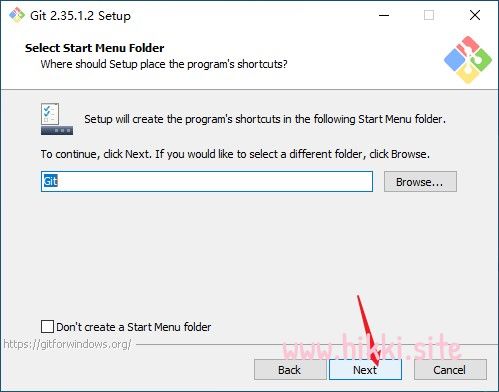 Git 2.35.1.2 Setup
Select Start Menu Folder
Where should Setup place the program's shortcuts?
Setup will create the program's shortcuts in the following Start Menu folder.
To continue, click Next. If you would like to select a different folder, click Browse.
Git
Browse...
Don't create a Start Menu folder
https://gitforwindows.org/
www.hikki.site
Back
Next
Cancel